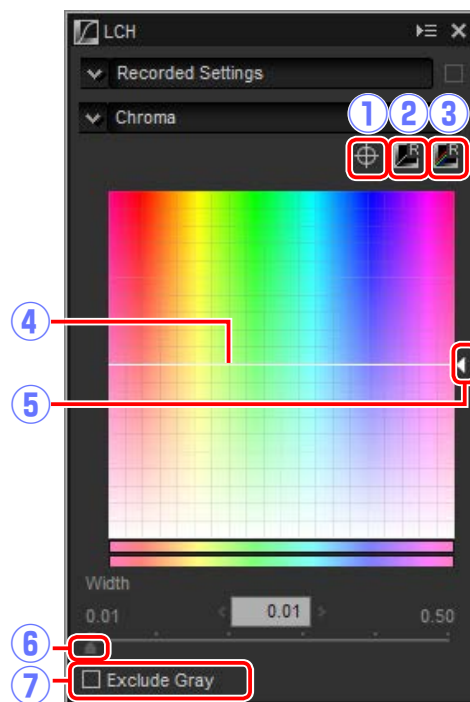 LCH
Recorded Settings
Chroma
1 2 3
R R
4
5
Width
0.01 0.01 0.50
6
7 Exclude Gray